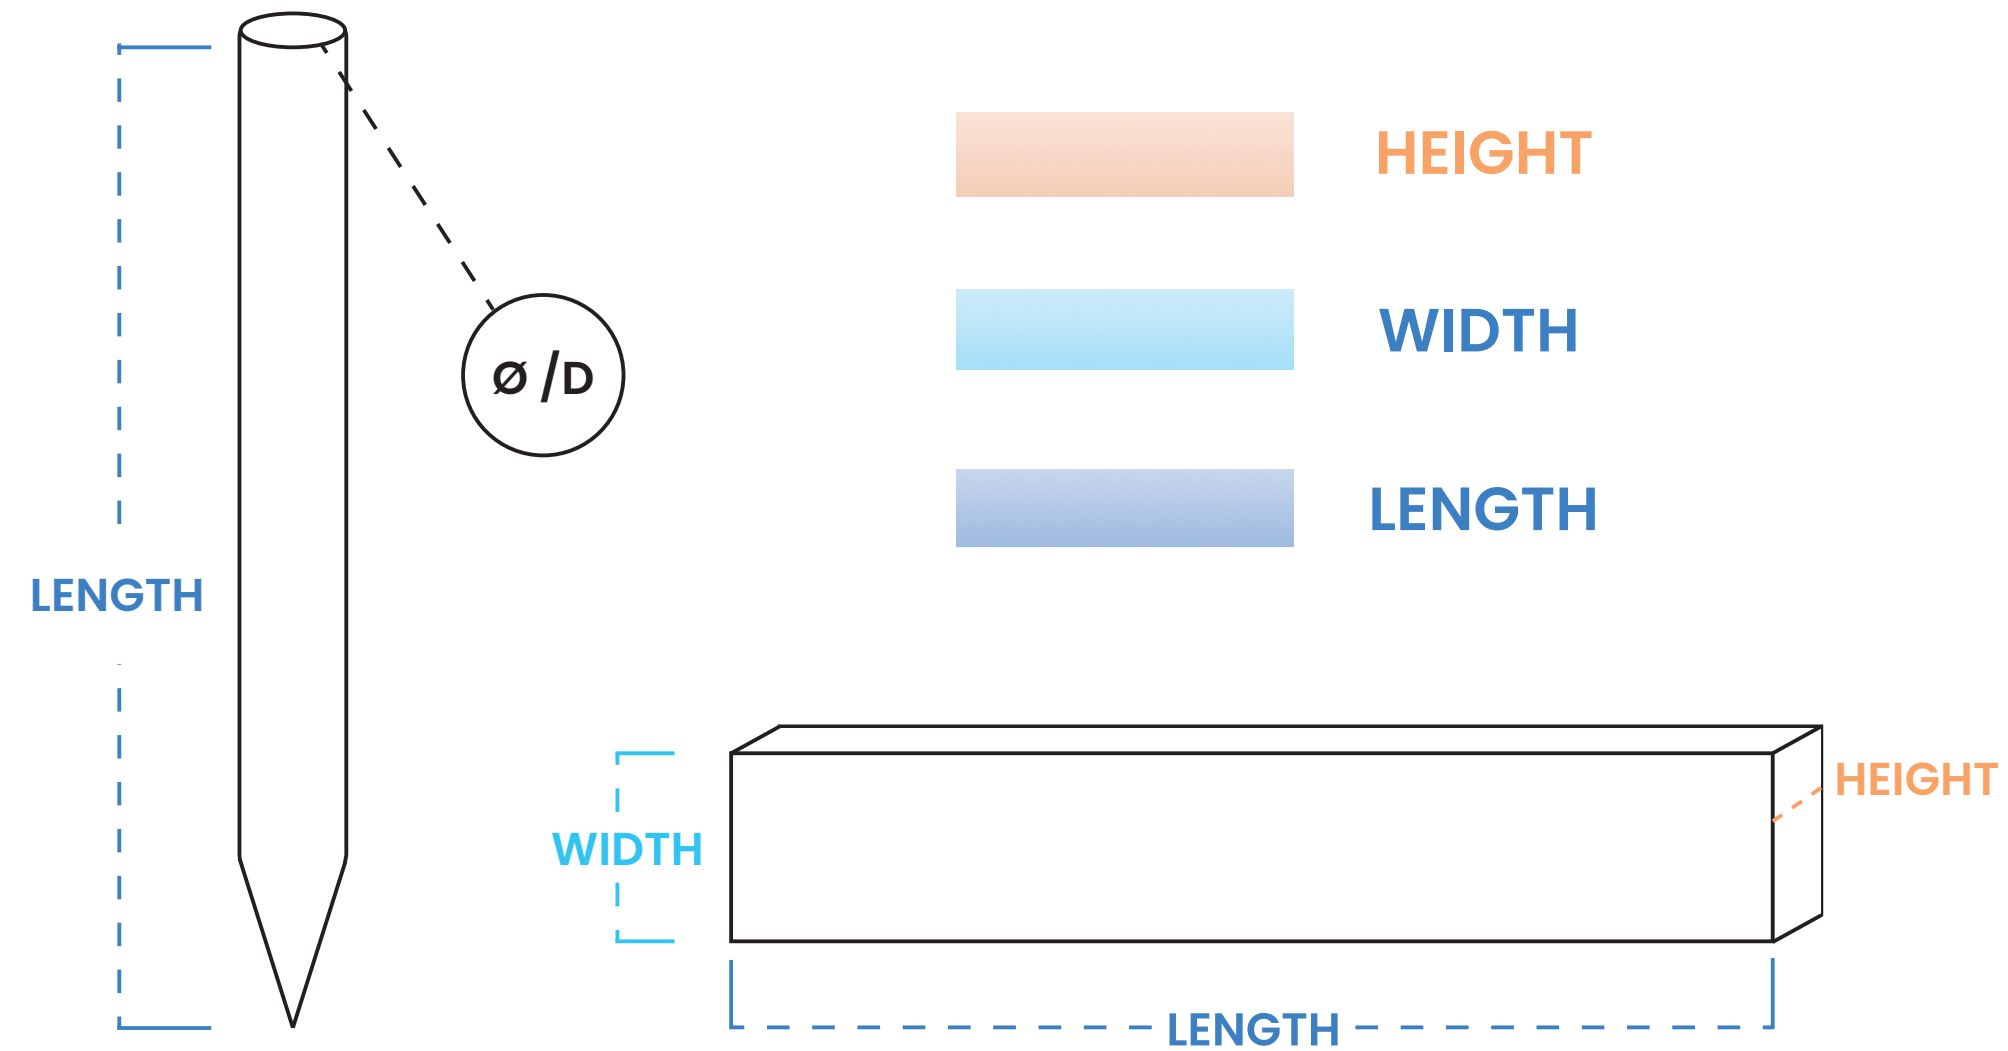 HEIGHT
WIDTH
LENGTH
Ø /D
LENGTH
HEIGHT
WIDTH
LENGTH